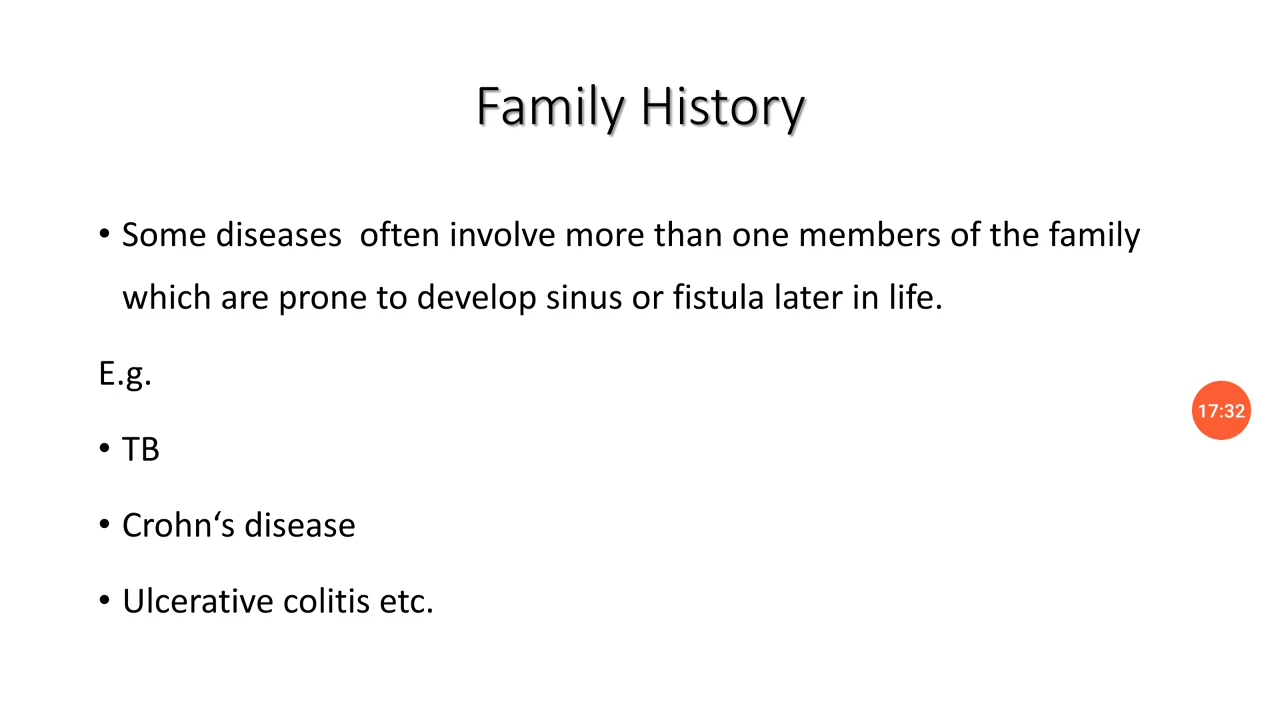 Family History
• Some diseases  often involve more than one members of the family
which are prone to develop sinus or fistula later in life.
E.g.
• TB
• Crohn‘s disease
• Ulcerative colitis etc.
17:32